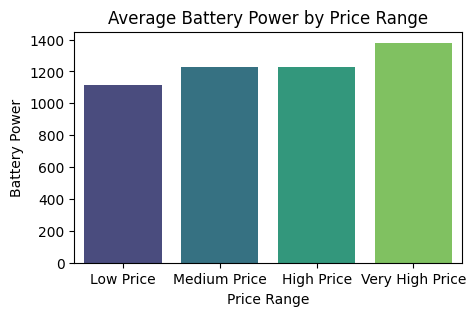 Average Battery Power by Price Range
1400
1200
1000
800
600
400
200
0
Battery Power
Low Price Medium Price High Price Very High Price
Price Range